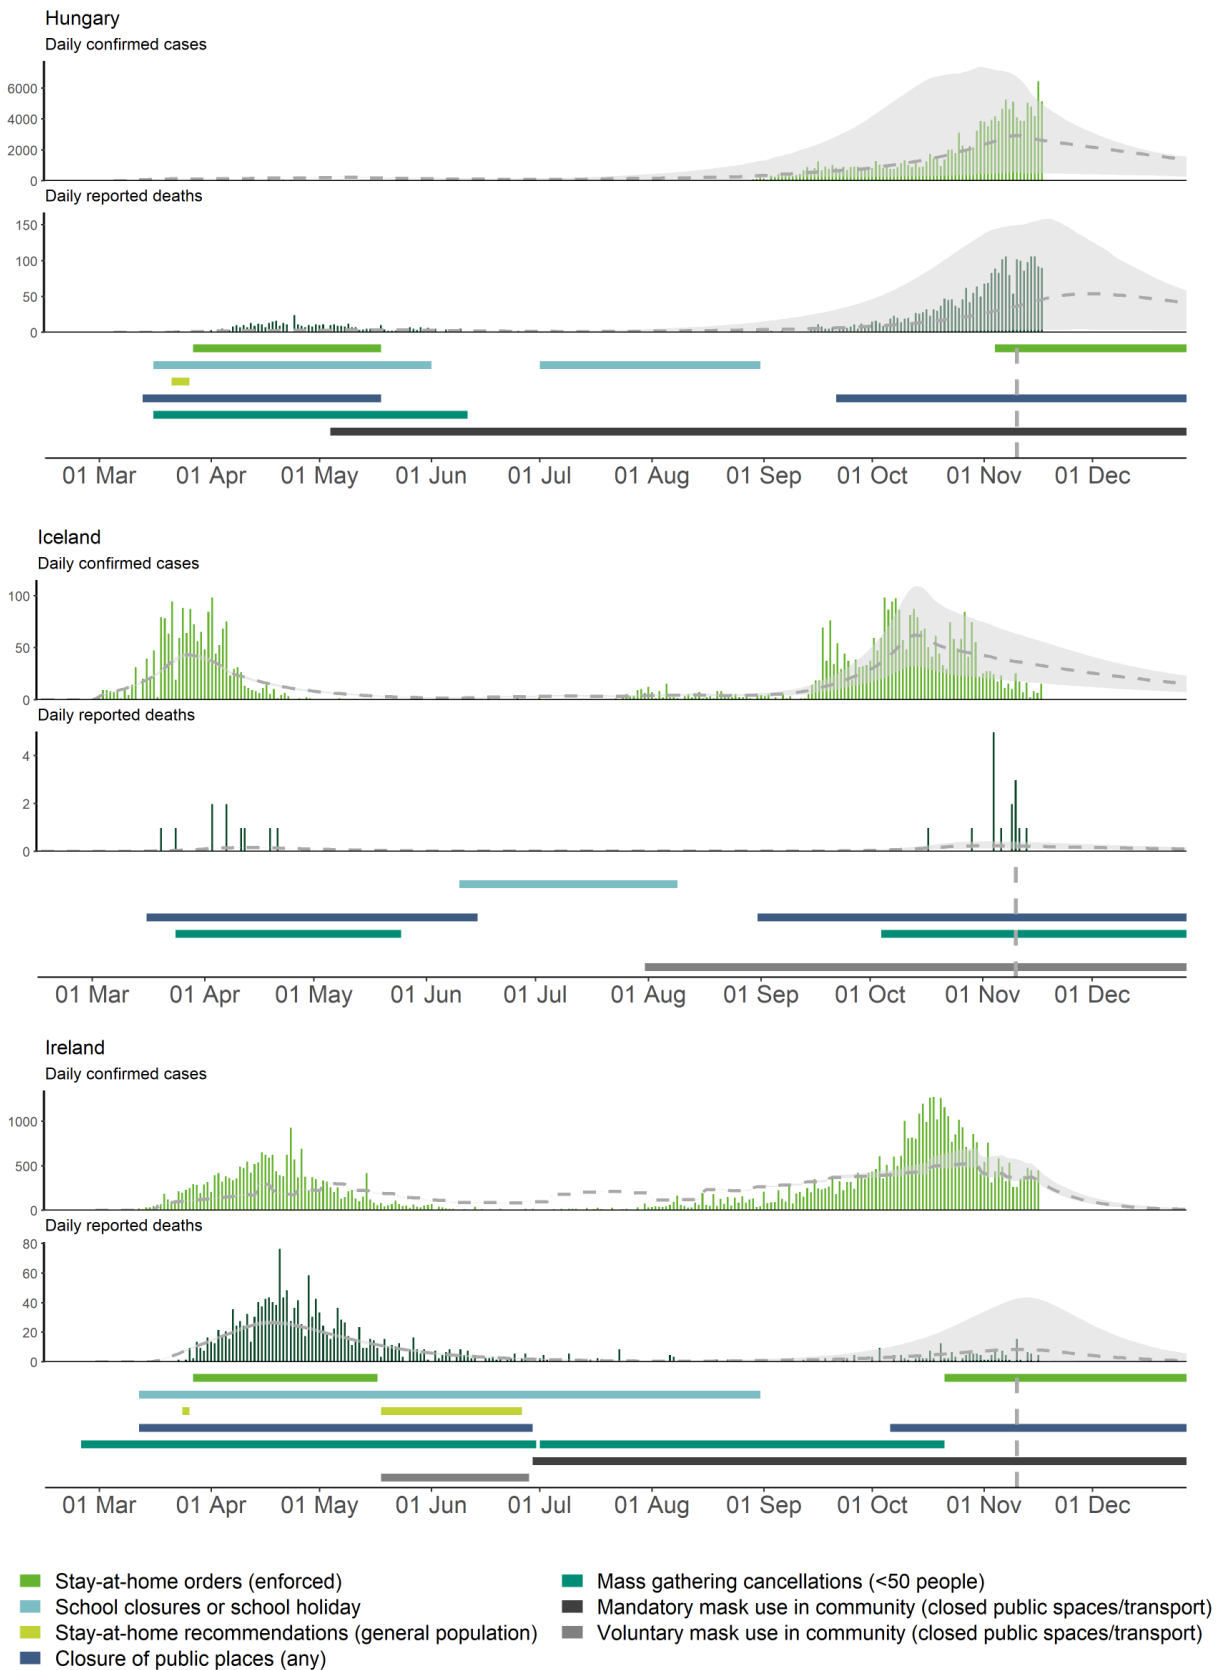 Hungary
Daily confirmed cases
6000
4000
2000
0
Daily reported deaths
150
100
50
0
01 Mar 01 Apr 01 May 01 Jun 01 Jul 01 Aug 01 Sep 01 Oct 01 Nov 01 Dec
Iceland
Daily confirmed cases
100
50
0
Daily reported deaths
4
2
0
01 Mar 01 Apr 01 May 01 Jun 01 Jul 01 Aug 01 Sep 01 Oct 01 Nov 01 Dec
Ireland
Daily confirmed cases
1000
500
0
Daily reported deaths
80
60
40
20
0
01 Mar 01 Apr 01 May 01 Jun 01 Jul 01 Aug 01 Sep 01 Oct 01 Nov 01 Dec
Stay-at-home orders (enforced)
School closures or school holiday
Stay-at-home recommendations (general population)
Closure of public places (any)
Mass gathering cancellations (<50 people)
Mandatory mask use in community (closed public spaces/transport)
Voluntary mask use in community (closed public spaces/transport)